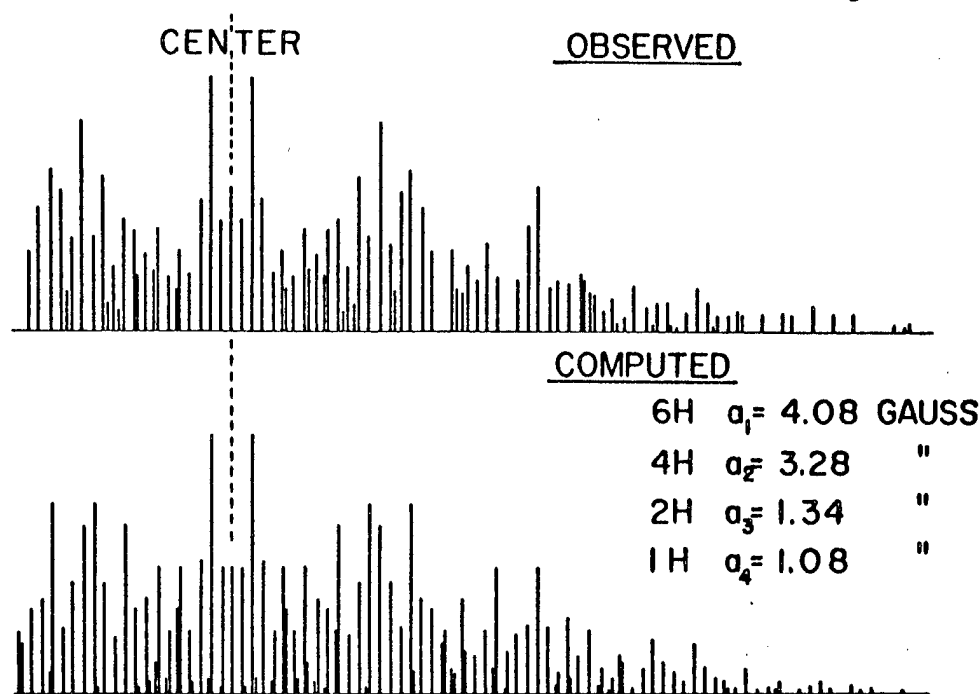 CENTER
OBSERVED
COMPUTED
6H a₁= 4.08 GAUSS
4H a₂= 3.28 "
2H a₃= 1.34 "
1H a₄= 1.08 "